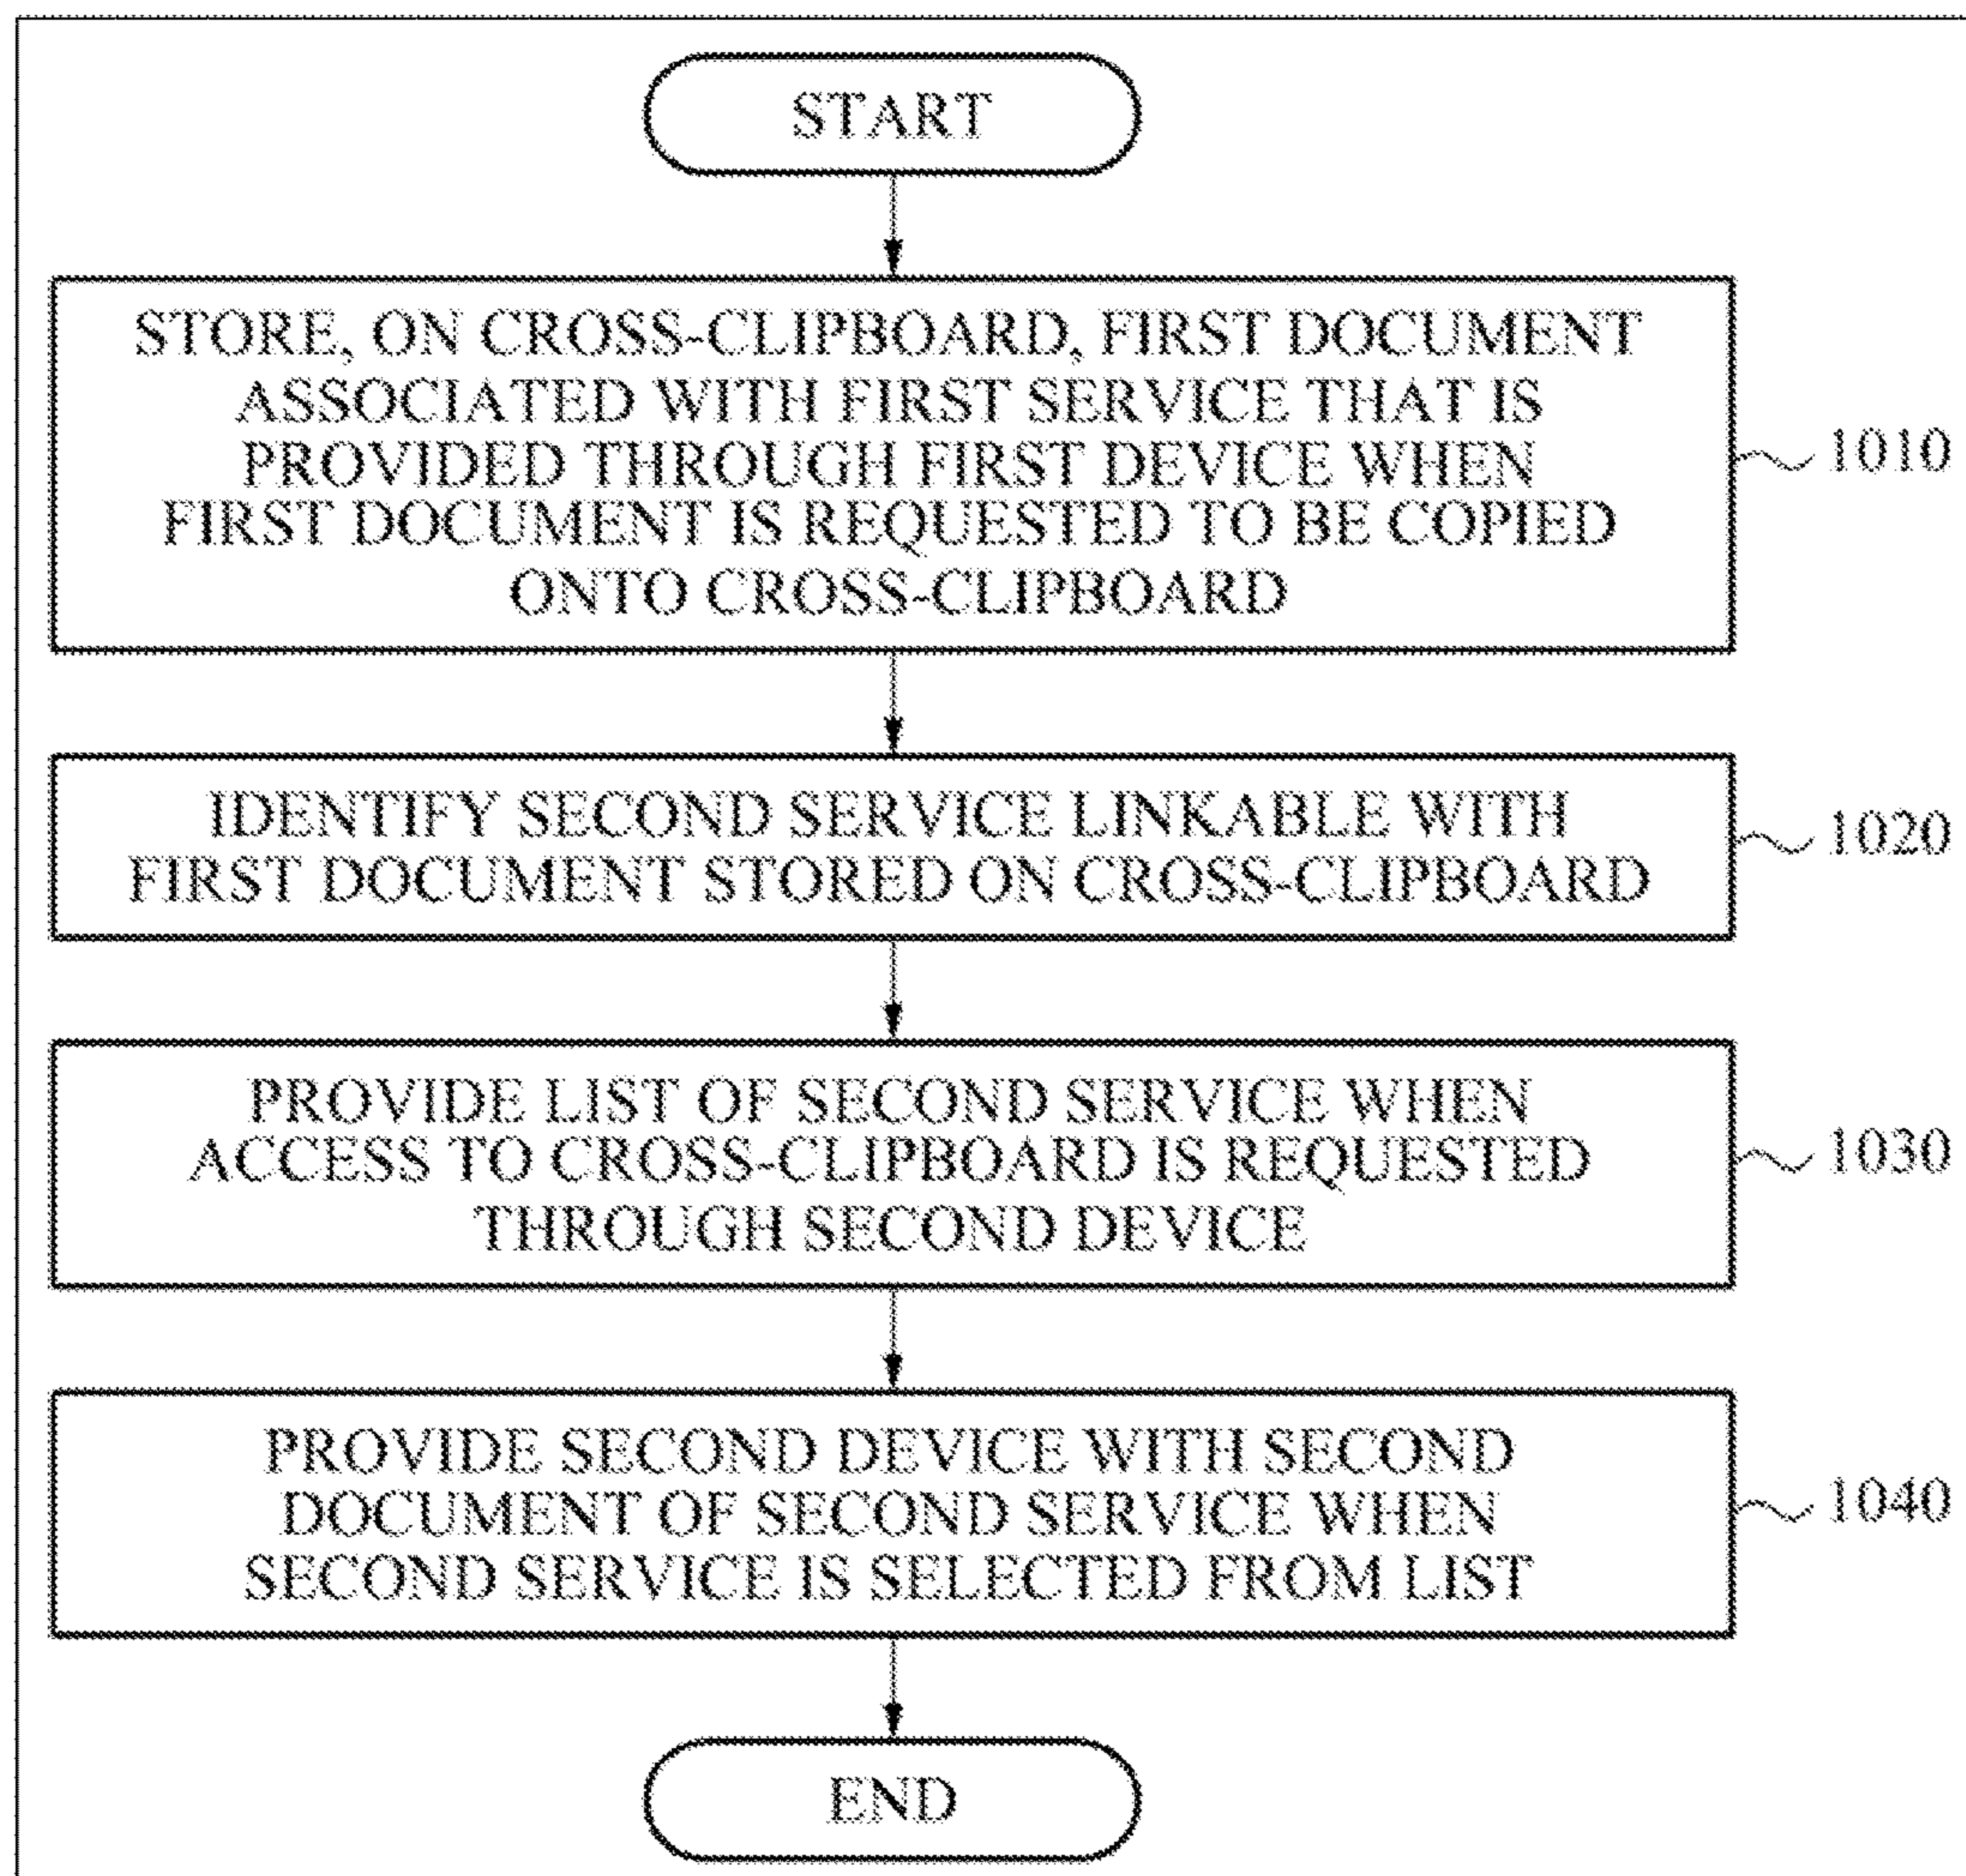 START
STORE, ON CROSS-CLIPBOARD, FIRST DOCUMENT
ASSOCIATED WITH FIRST SERVICE THAT IS
PROVIDED THROUGH FIRST DEVICE WHEN
FIRST DOCUMENT IS REQUESTED TO BE COPIED
ONTO CROSS-CLIPBOARD
1010
IDENTIFY SECOND SERVICE LINKABLE WITH
FIRST DOCUMENT STORED ON CROSS-CLIPBOARD
1020
PROVIDE LIST OF SECOND SERVICE WHEN
ACCESS TO CROSS-CLIPBOARD IS REQUESTED
THROUGH SECOND DEVICE
1030
PROVIDE SECOND DEVICE WITH SECOND
DOCUMENT OF SECOND SERVICE WHEN
SECOND SERVICE IS SELECTED FROM LIST
1040
END